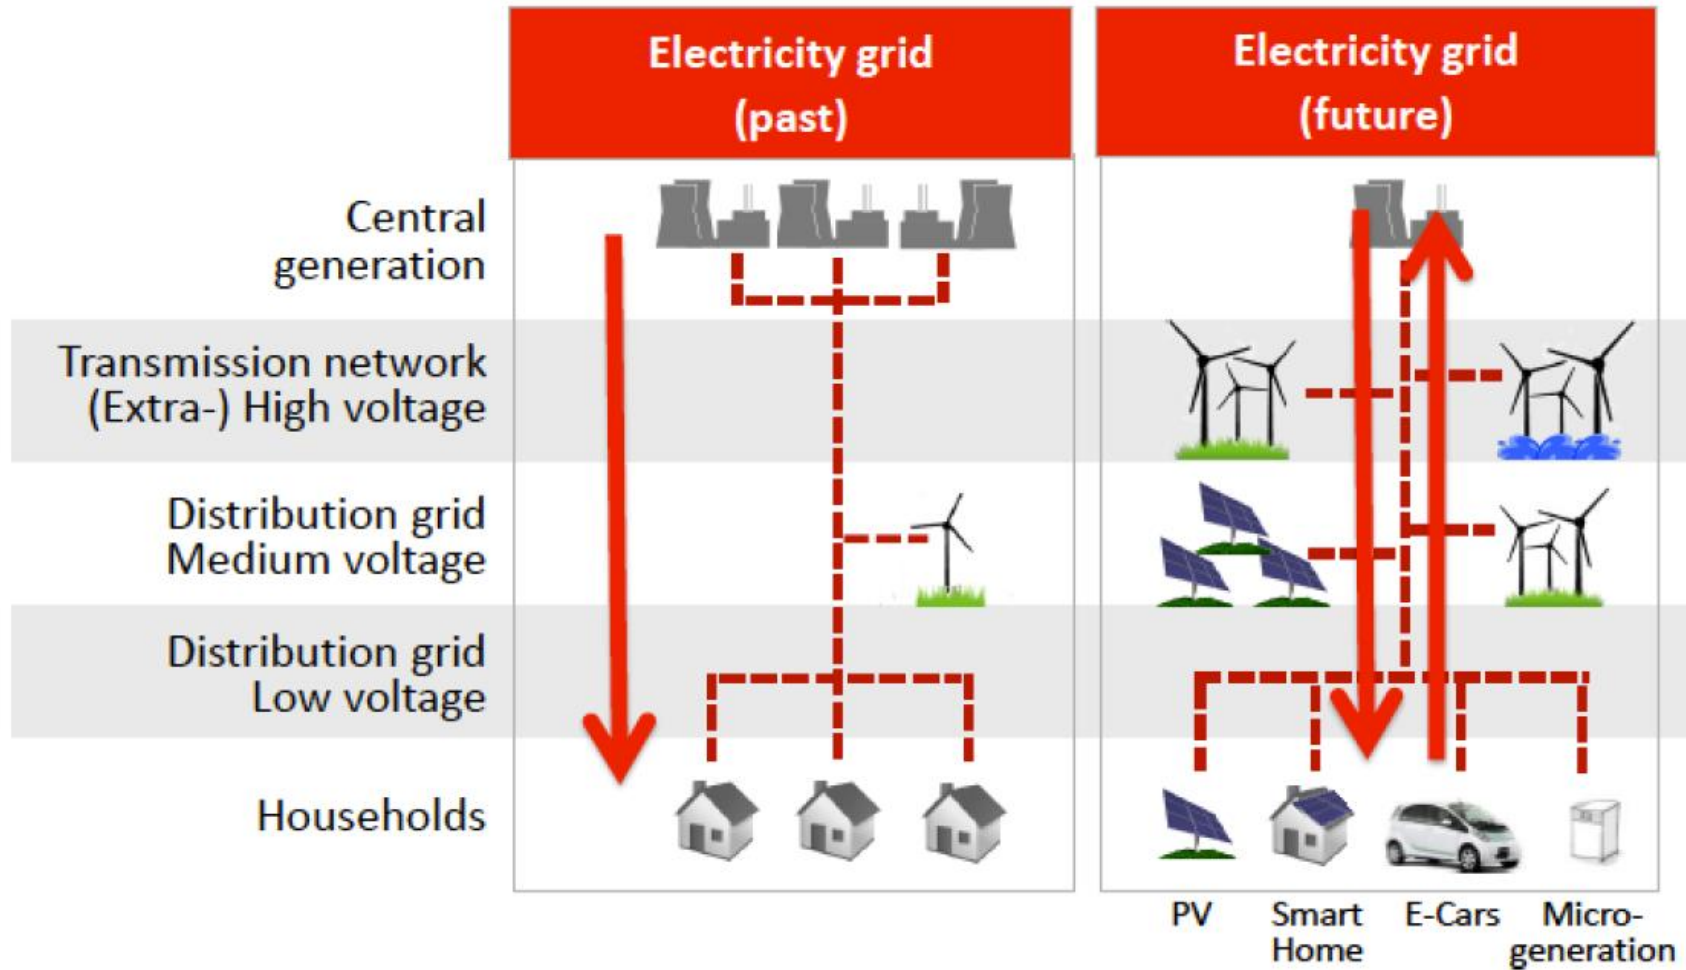 Electricity grid
(past)
Electricity grid
(future)
Central
generation
Transmission network
(Extra-) High voltage
Distribution grid
Medium voltage
Distribution grid
Low voltage
Households
PV
Smart
Home
E-Cars
Micro-
generation